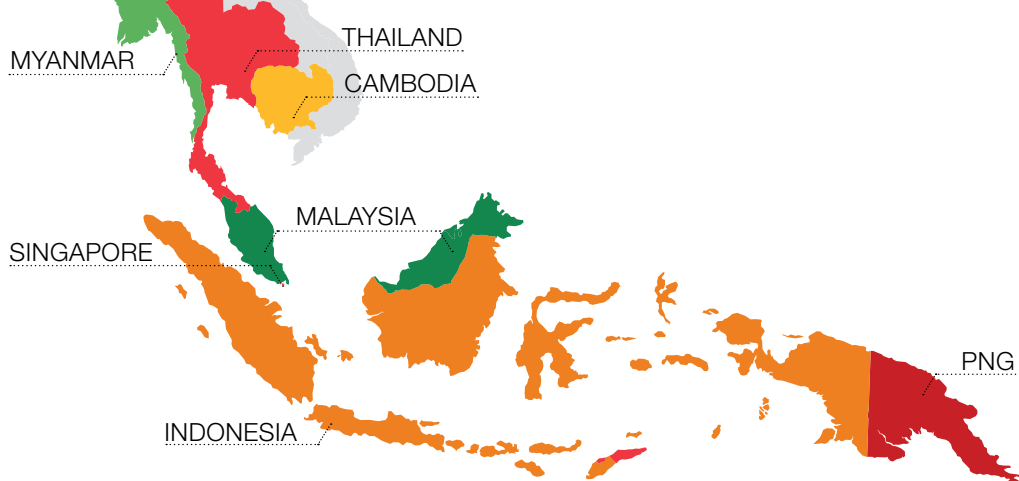 THAILAND
MYANMAR
CAMBODIA
MALAYSIA
SINGAPORE
PNG
INDONESIA